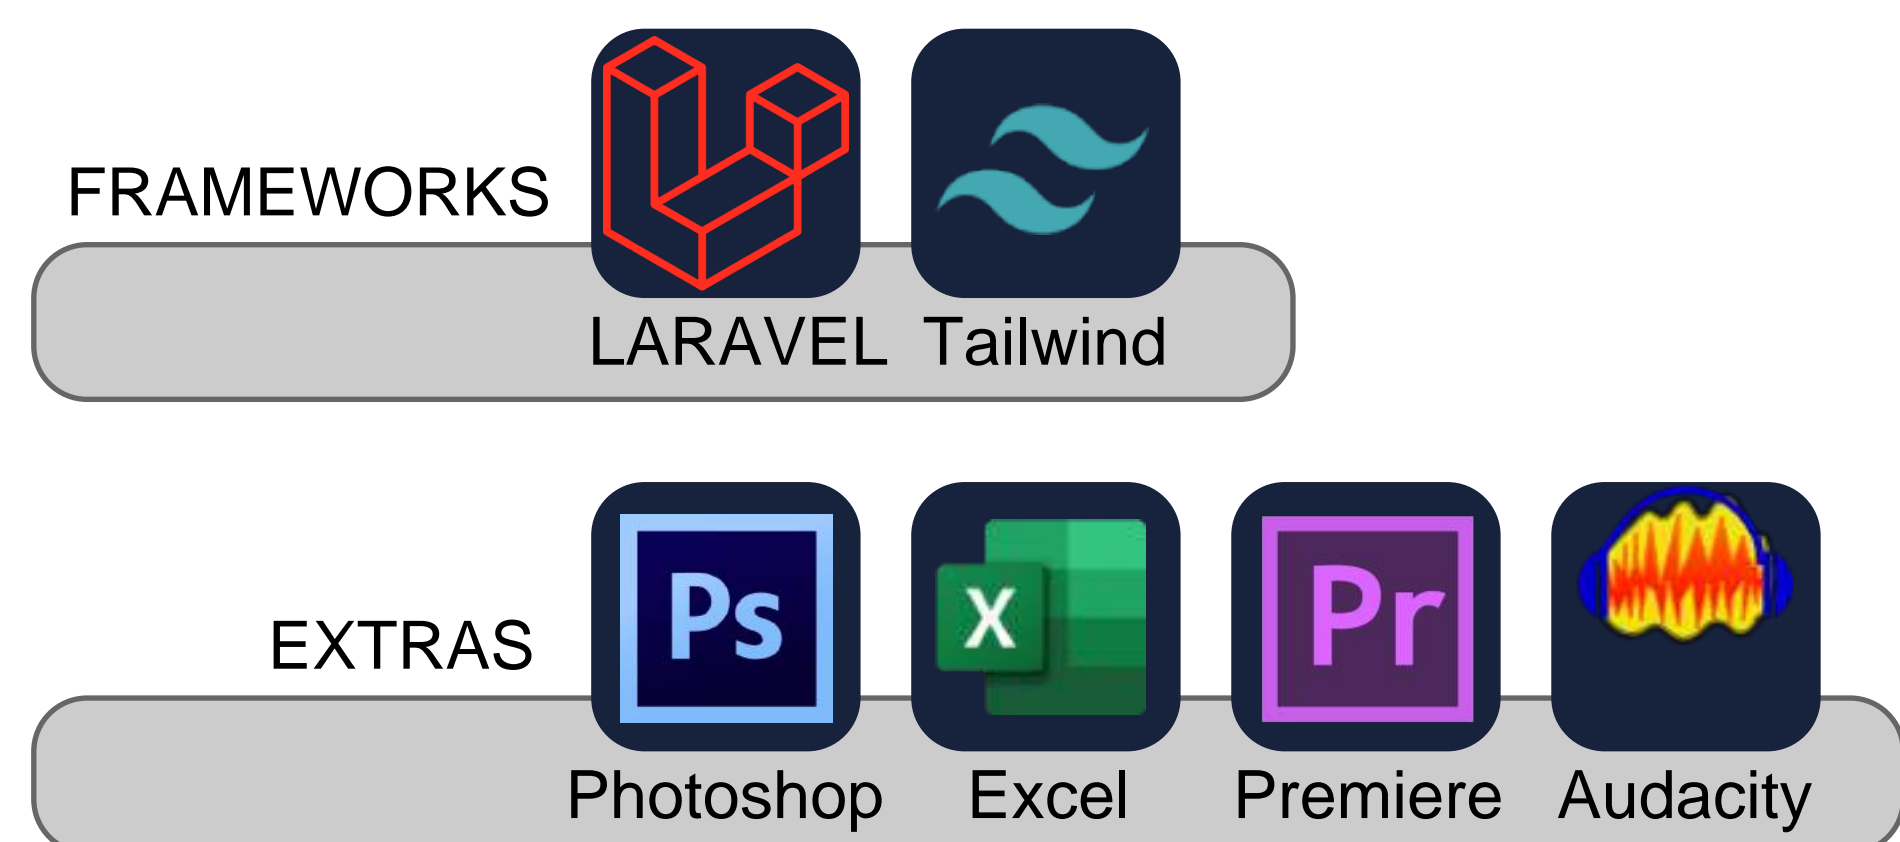 FRAMEWORKS
LARAVEL Tailwind
Ps X Pr
EXTRAS
Photoshop Excel Premiere Audacity